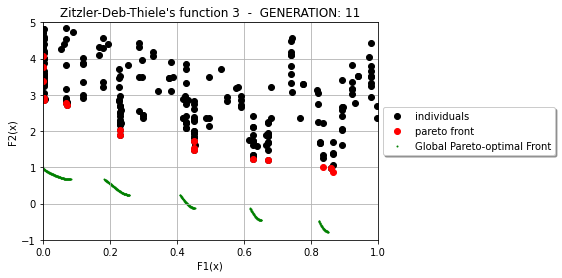 Zitzler-Deb-Thiele's function 3 - GENERATION: 11
5
4
3
2
1
0
−1
F2(x)
0.0 0.2 0.4 0.6 0.8 1.0
F1(x)
individuals
pareto front
Global Pareto-optimal Front